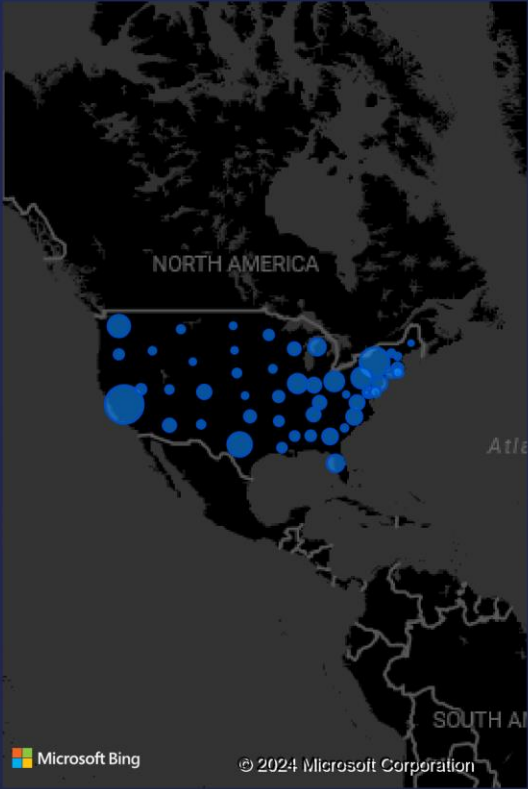 NORTH AMERICA
Atla
SOUTH AM
Microsoft Bing
© 2024 Microsoft Corporation